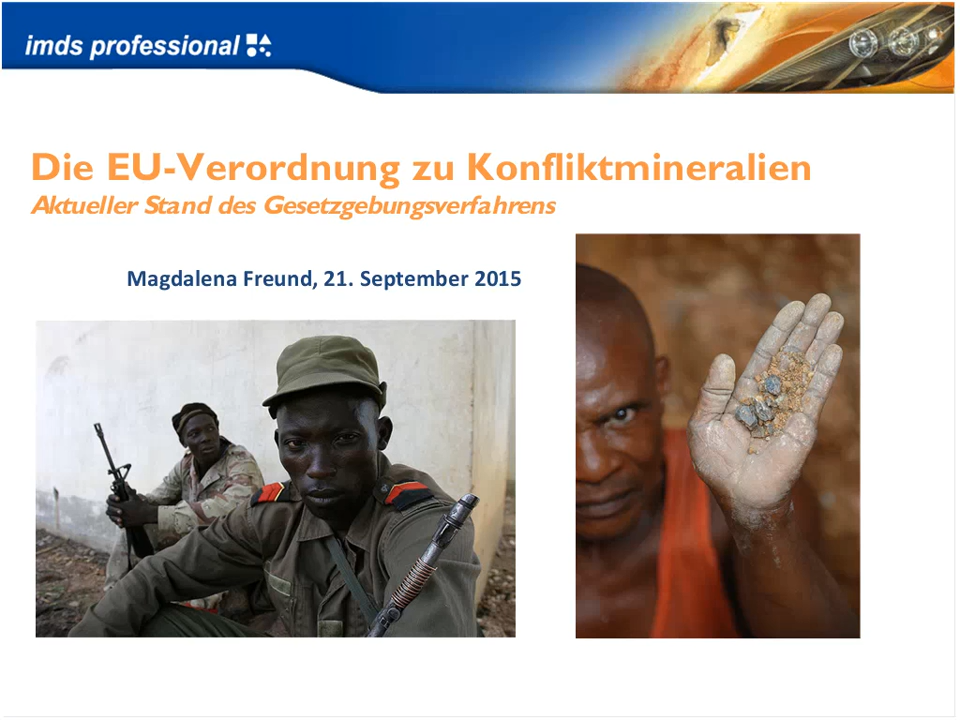 imds professional
Die EU-Verordnung zu Konfliktmineralien
Aktueller Stand des Gesetzgebungsverfahrens
Magdalena Freund, 21. September 2015